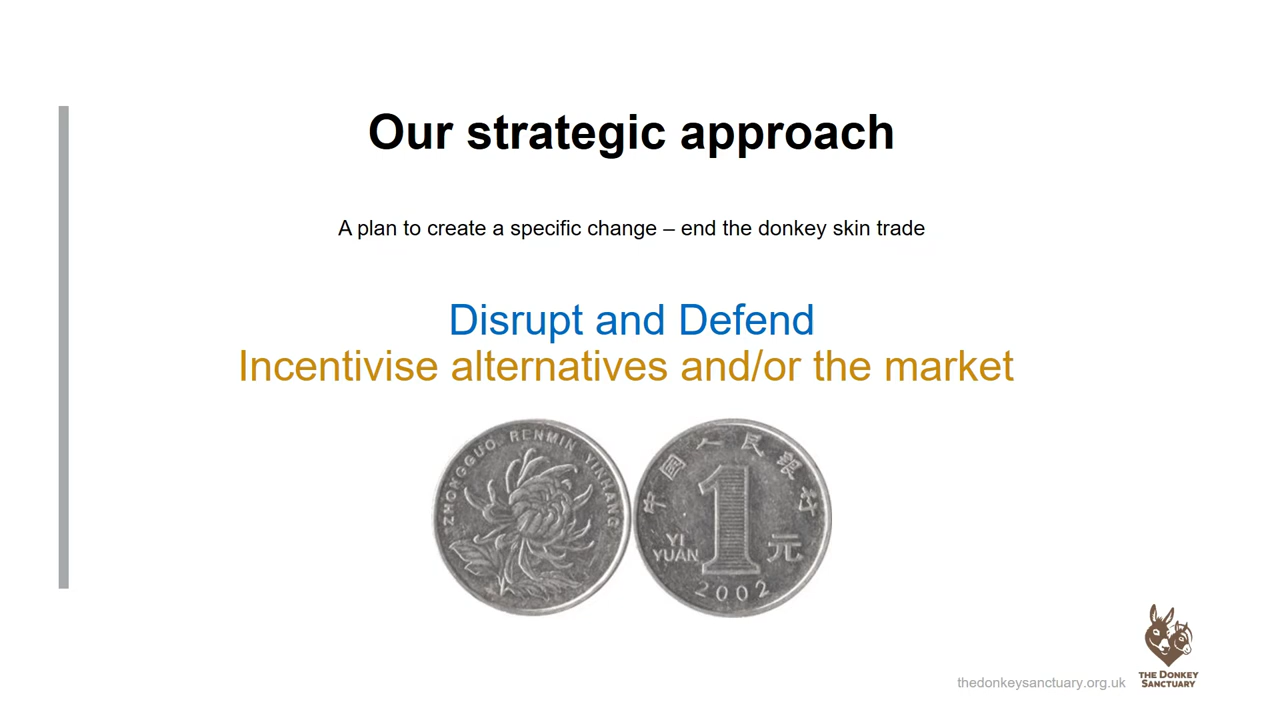 Our strategic approach
A plan to create a specific change – end the donkey skin trade
Disrupt and Defend
Incentivise alternatives and/or the market
ZHONGGUO RENMIN YINHANG
中國人民銀行
YI
YUAN
1
元
2002
thedonkeysanctuary.org.uk
THE DONKEY
SANCTUARY